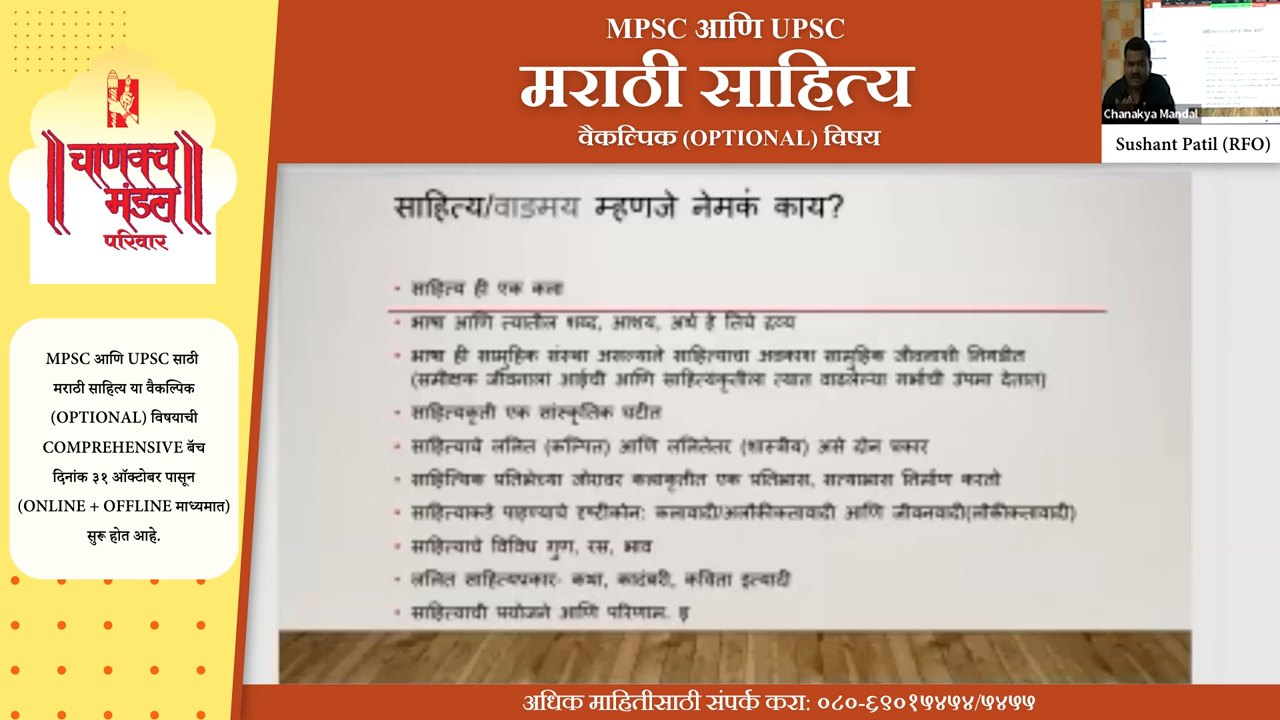 MPSC आणि UPSC
मराठी साहित्य
वैकल्पिक (OPTIONAL) विषय
Chanakya Mandal
Sushant Patil (RFO)
चाणक्य
मंडल
परिवार
MPSC आणि UPSC साठी
मराठी साहित्य या वैकल्पिक
(OPTIONAL) विषयाची
COMPREHENSIVE बॅच
दिनांक ३१ ऑक्टोबर पासून
(ONLINE + OFFLINE माध्यमात)
सुरू होत आहे.
साहित्य/वाङमय म्हणजे नेमकं काय?
• साहित्य ही एक कला
• भाषा आणि त्यातील शब्द, आशय, अर्थ हे तिचे द्रव्य
• भाषा ही सामुहिक संस्था असल्याने साहित्याचा अवकाश सामुहिक जीवनाशी निगडीत
(समीक्षक जीवनाला आईची आणि साहित्यकृतीला त्यात वाढलेल्या गर्भाची उपमा देतात)
• साहित्यकृती एक सांस्कृतिक घटीत
• साहित्याचे ललित (कल्पित) आणि ललितेतर (शास्त्रीय) असे दोन प्रकार
• साहित्यिक प्रतिभेच्या जोरावर कलाकृतीत एक प्रतिभास, सत्याभास निर्माण करतो
• साहित्याकडे पाहण्याचे दृष्टीकोन: कलावादी/अलौकीकतावादी आणि जीवनवादी(लौकीकतावादी)
• साहित्याचे विविध गुण, रस, भाव
• ललित साहित्यप्रकार- कथा, कादंबरी, कविता इत्यादी
• साहित्याची प्रयोजने आणि परिणाम. इ
अधिक माहितीसाठी संपर्क करा: ०८०-६९०१५४५४/५४५५